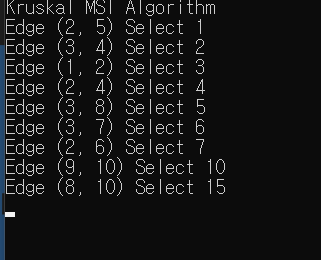 Kruskal MST Algorithm
Edge (2, 5) Select 1
Edge (3, 4) Select 2
Edge (1, 2) Select 3
Edge (2, 4) Select 4
Edge (3, 8) Select 5
Edge (3, 7) Select 6
Edge (2, 6) Select 7
Edge (9, 10) Select 10
Edge (8, 10) Select 15